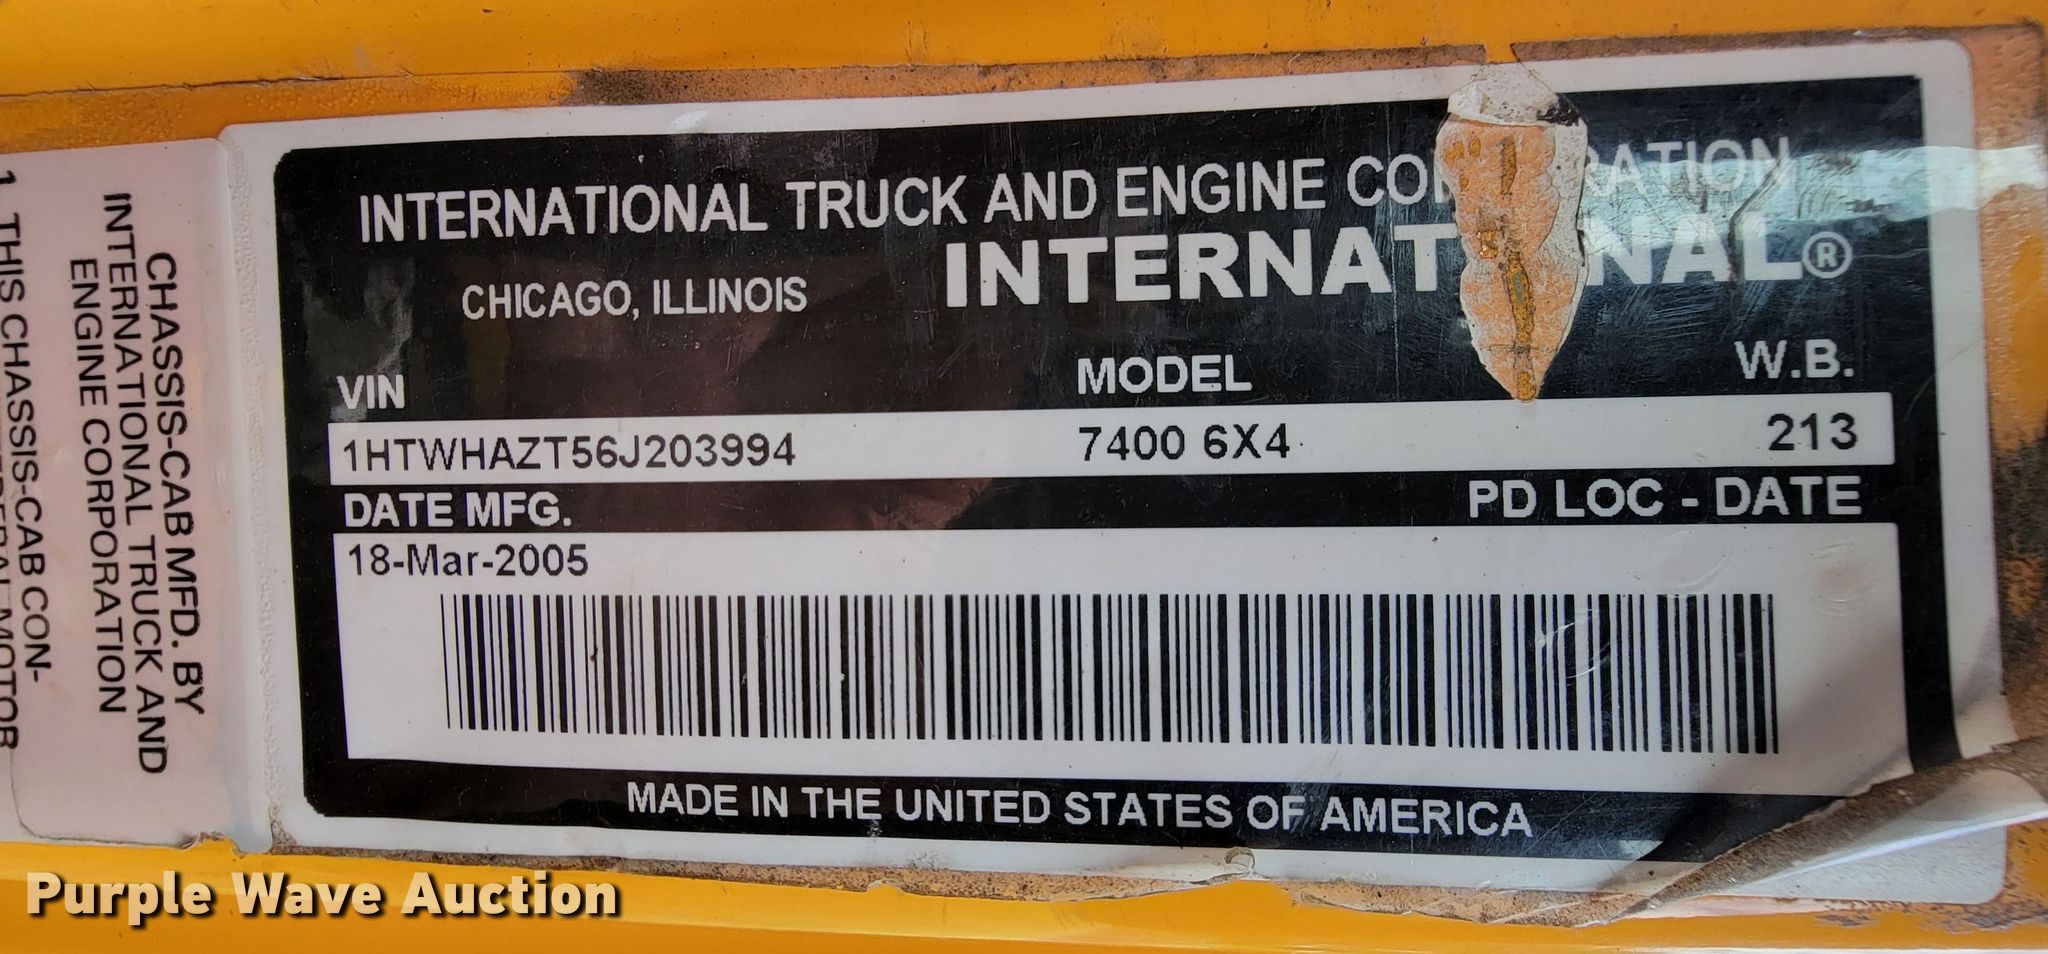 INTERNATIONAL TRUCK AND ENGINE CO RATION
CHICAGO, ILLINOIS
INTERNAT NAL®
VIN MODEL W.B.
1HTWHAZT56J203994 7400 6X4 213
DATE MFG. PD LOC - DATE
18-Mar-2005
MADE IN THE UNITED STATES OF AMERICA
CHASSIS-CAB MFD. BY
INTERNATIONAL TRUCK AND
ENGINE CORPORATION
1. THIS CHASSIS-CAB CON-
MOTOR
Purple Wave Auction